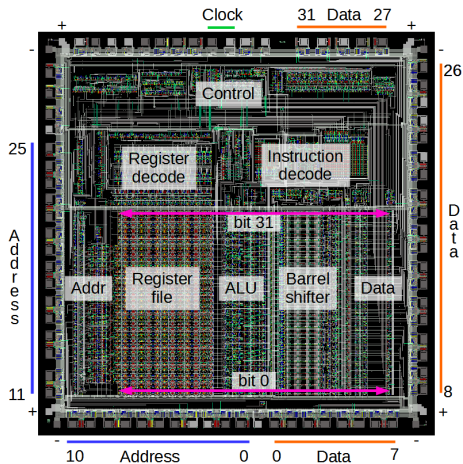 Clock
31 Data 27
+ +
- -
26
Control
25
Register
decode
Instruction
decode
bit 31
Address
Data
Addr
Register
file
ALU
Barrel
shifter
Data
bit 0
11
8
+ +
- -
10 Address 0 0 Data 7